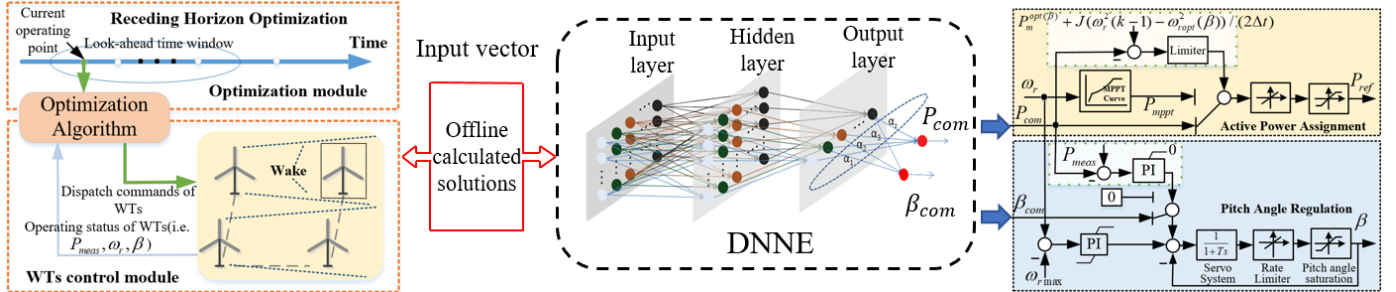 Receding Horizon Optimization
Current
operating
point
Look-ahead time window
Time
Optimization module
Optimization
Algorithm
Wake
Dispatch commands of
WTs
Operating status of WTs(i.e.
P_meas, ω_r, β)
WTs control module
Input vector
Offline
calculated
solutions
Input
layer
Hidden
layer
Output
layer
α_1
α_2
α_3
α_s
P_com
β_com
DNNE
P_m^opt(β) + J(ω_r^2(k−1) − ω_ropt^2(β)) / (2Δt)
Limiter
ω_r
P_com
MPPT
Curve
P_mppt
P_ref
Active Power Assignment
P_meas
PI
0
0
β_com
Pitch Angle Regulation
PI
ω_r max
1
1+Ts
β
Servo
System
Rate
Limiter
Pitch angle
saturation